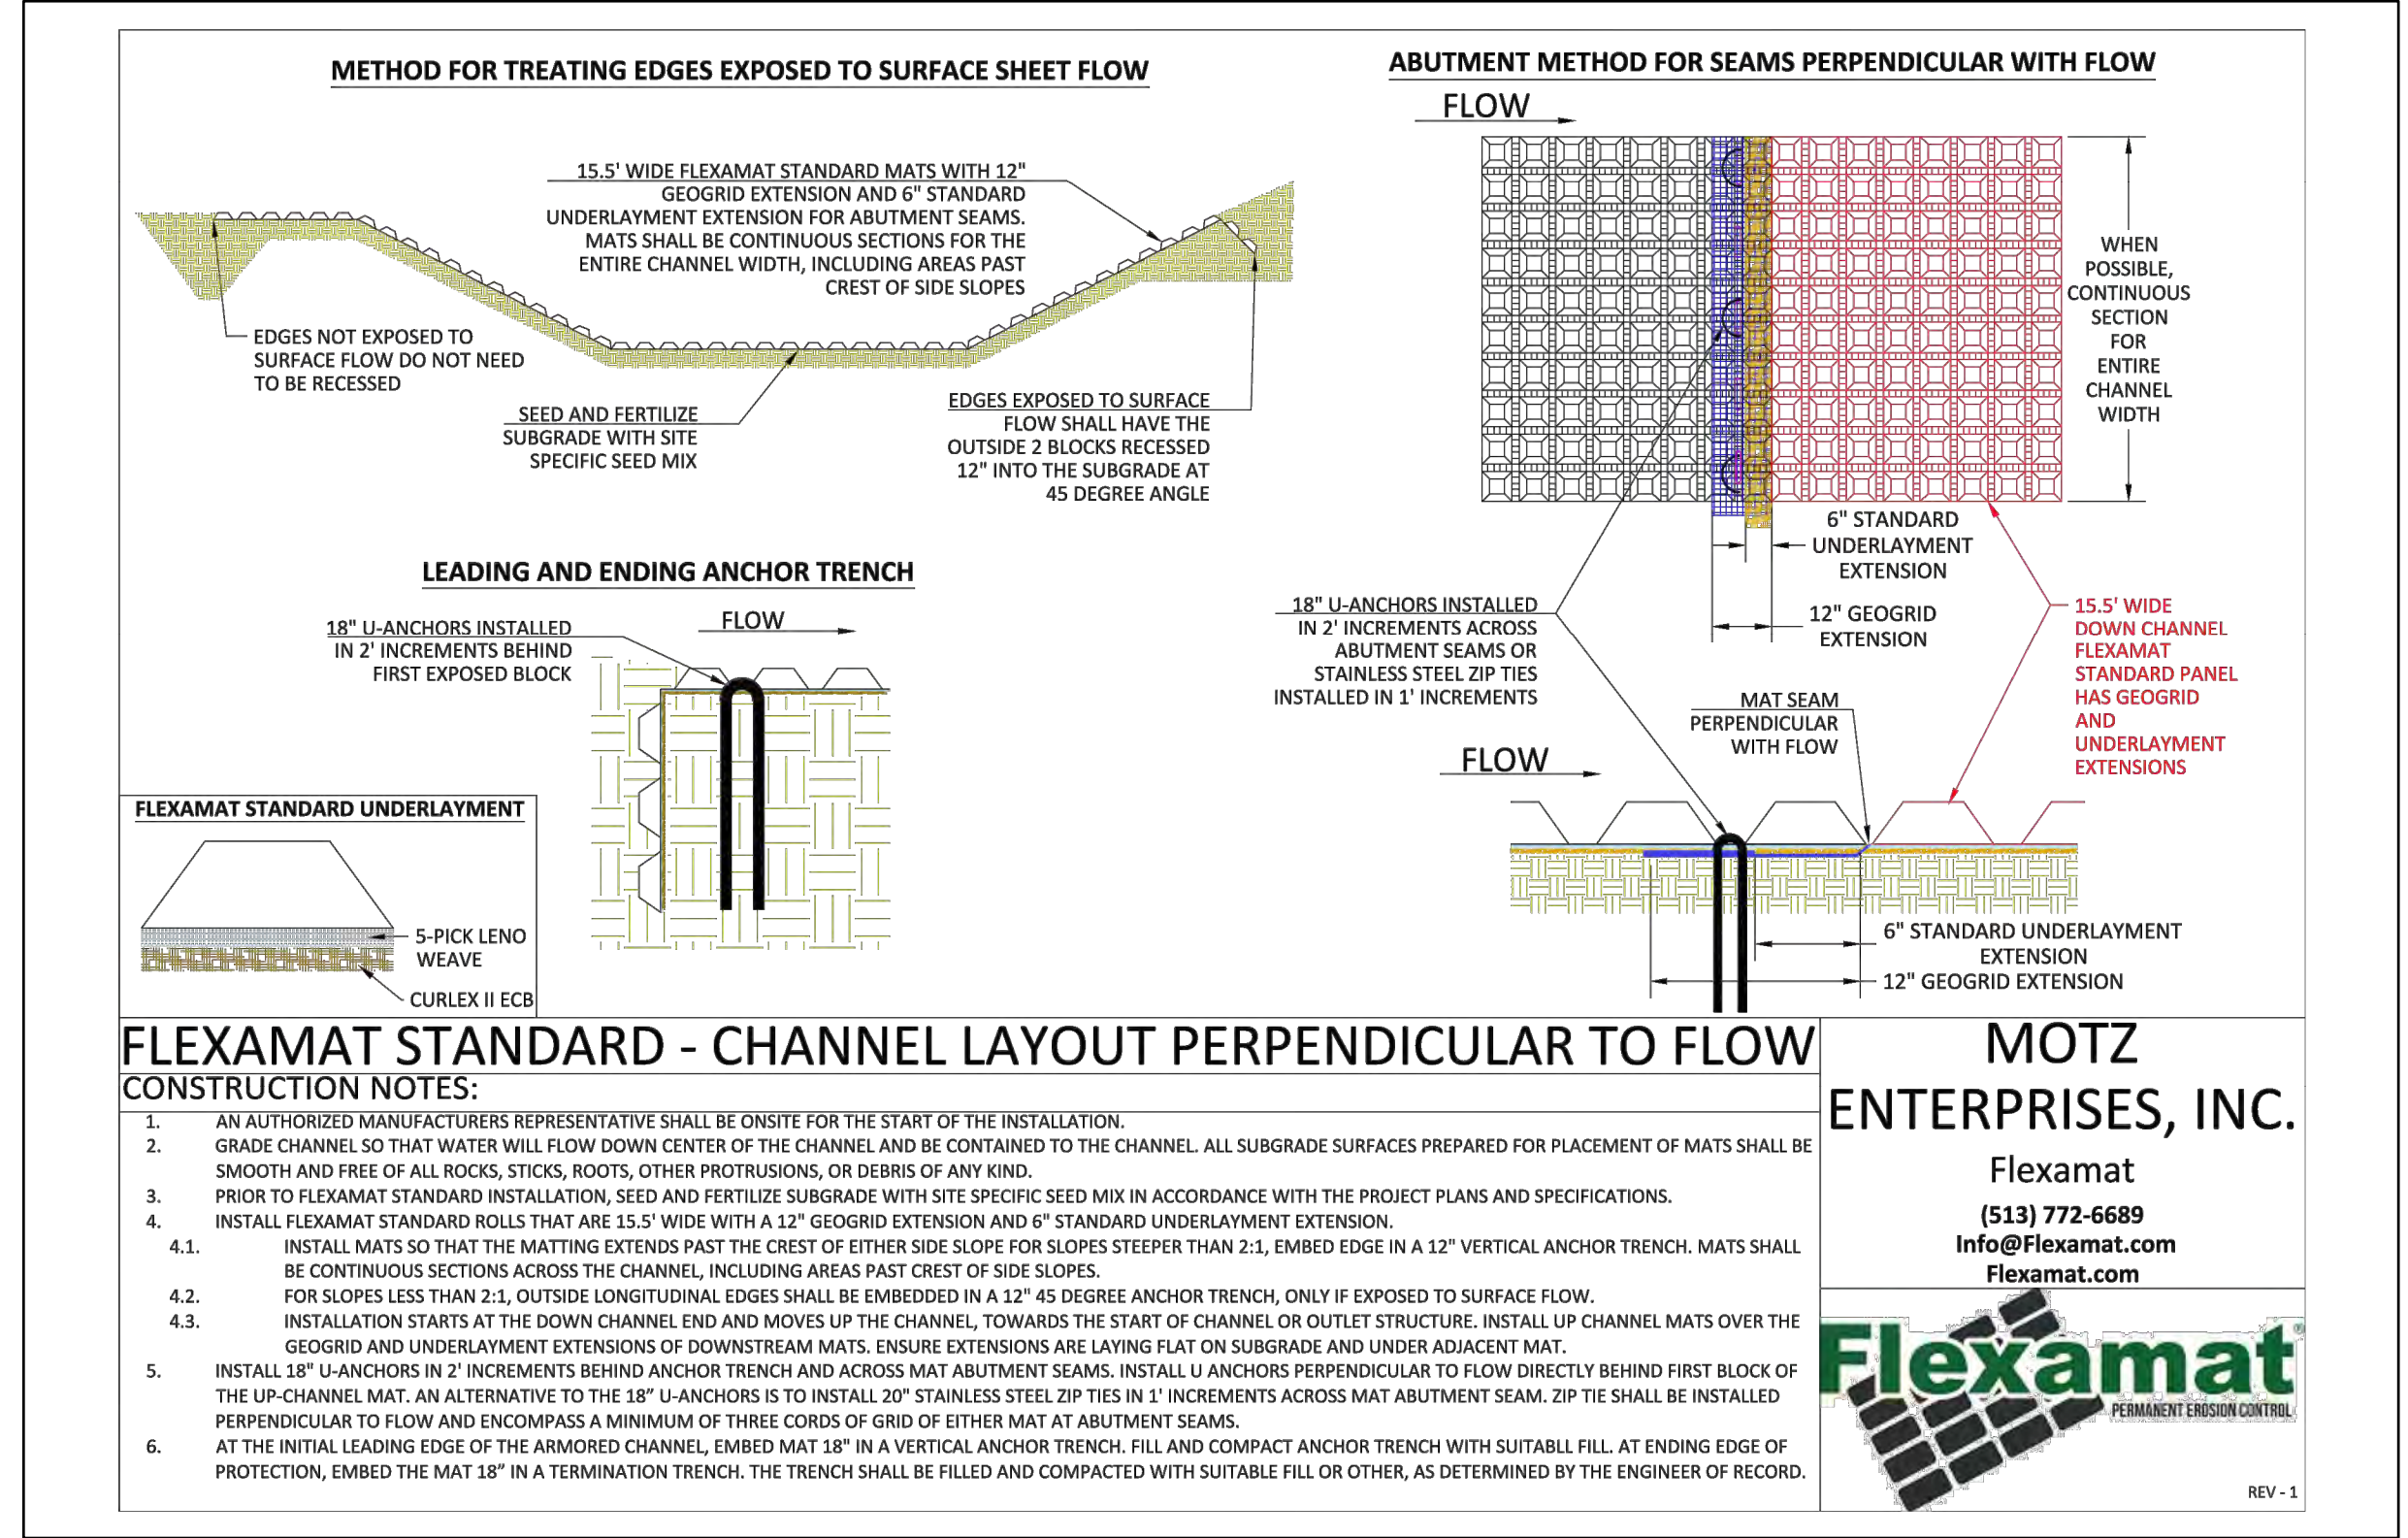 METHOD FOR TREATING EDGES EXPOSED TO SURFACE SHEET FLOW
15.5' WIDE FLEXAMAT STANDARD MATS WITH 12"
GEOGRID EXTENSION AND 6" STANDARD
UNDERLAYMENT EXTENSION FOR ABUTMENT SEAMS.
MATS SHALL BE CONTINUOUS SECTIONS FOR THE
ENTIRE CHANNEL WIDTH, INCLUDING AREAS PAST
CREST OF SIDE SLOPES
EDGES NOT EXPOSED TO
SURFACE FLOW DO NOT NEED
TO BE RECESSED
SEED AND FERTILIZE
SUBGRADE WITH SITE
SPECIFIC SEED MIX
EDGES EXPOSED TO SURFACE
FLOW SHALL HAVE THE
OUTSIDE 2 BLOCKS RECESSED
12" INTO THE SUBGRADE AT
45 DEGREE ANGLE
ABUTMENT METHOD FOR SEAMS PERPENDICULAR WITH FLOW
FLOW
WHEN
POSSIBLE,
CONTINUOUS
SECTION
FOR
ENTIRE
CHANNEL
WIDTH
6" STANDARD
UNDERLAYMENT
EXTENSION
12" GEOGRID
EXTENSION
18" U-ANCHORS INSTALLED
IN 2' INCREMENTS ACROSS
ABUTMENT SEAMS OR
STAINLESS STEEL ZIP TIES
INSTALLED IN 1' INCREMENTS
15.5' WIDE
DOWN CHANNEL
FLEXAMAT
STANDARD PANEL
HAS GEOGRID
AND
UNDERLAYMENT
EXTENSIONS
MAT SEAM
PERPENDICULAR
WITH FLOW
FLOW
6" STANDARD UNDERLAYMENT
EXTENSION
12" GEOGRID EXTENSION
LEADING AND ENDING ANCHOR TRENCH
18" U-ANCHORS INSTALLED
IN 2' INCREMENTS BEHIND
FIRST EXPOSED BLOCK
FLOW
FLEXAMAT STANDARD UNDERLAYMENT
5-PICK LENO
WEAVE
CURLEX II ECB
FLEXAMAT STANDARD - CHANNEL LAYOUT PERPENDICULAR TO FLOW
CONSTRUCTION NOTES:
1. AN AUTHORIZED MANUFACTURERS REPRESENTATIVE SHALL BE ONSITE FOR THE START OF THE INSTALLATION.
2. GRADE CHANNEL SO THAT WATER WILL FLOW DOWN CENTER OF THE CHANNEL AND BE CONTAINED TO THE CHANNEL. ALL SUBGRADE SURFACES PREPARED FOR PLACEMENT OF MATS SHALL BE
SMOOTH AND FREE OF ALL ROCKS, STICKS, ROOTS, OTHER PROTRUSIONS, OR DEBRIS OF ANY KIND.
3. PRIOR TO FLEXAMAT STANDARD INSTALLATION, SEED AND FERTILIZE SUBGRADE WITH SITE SPECIFIC SEED MIX IN ACCORDANCE WITH THE PROJECT PLANS AND SPECIFICATIONS.
4. INSTALL FLEXAMAT STANDARD ROLLS THAT ARE 15.5' WIDE WITH A 12" GEOGRID EXTENSION AND 6" STANDARD UNDERLAYMENT EXTENSION.
4.1. INSTALL MATS SO THAT THE MATTING EXTENDS PAST THE CREST OF EITHER SIDE SLOPE FOR SLOPES STEEPER THAN 2:1, EMBED EDGE IN A 12" VERTICAL ANCHOR TRENCH. MATS SHALL
BE CONTINUOUS SECTIONS ACROSS THE CHANNEL, INCLUDING AREAS PAST CREST OF SIDE SLOPES.
4.2. FOR SLOPES LESS THAN 2:1, OUTSIDE LONGITUDINAL EDGES SHALL BE EMBEDDED IN A 12" 45 DEGREE ANCHOR TRENCH, ONLY IF EXPOSED TO SURFACE FLOW.
4.3. INSTALLATION STARTS AT THE DOWN CHANNEL END AND MOVES UP THE CHANNEL, TOWARDS THE START OF CHANNEL OR OUTLET STRUCTURE. INSTALL UP CHANNEL MATS OVER THE
GEOGRID AND UNDERLAYMENT EXTENSIONS OF DOWNSTREAM MATS. ENSURE EXTENSIONS ARE LAYING FLAT ON SUBGRADE AND UNDER ADJACENT MAT.
5. INSTALL 18" U-ANCHORS IN 2' INCREMENTS BEHIND ANCHOR TRENCH AND ACROSS MAT ABUTMENT SEAMS. INSTALL U ANCHORS PERPENDICULAR TO FLOW DIRECTLY BEHIND FIRST BLOCK OF
THE UP-CHANNEL MAT. AN ALTERNATIVE TO THE 18” U-ANCHORS IS TO INSTALL 20" STAINLESS STEEL ZIP TIES IN 1' INCREMENTS ACROSS MAT ABUTMENT SEAM. ZIP TIE SHALL BE INSTALLED
PERPENDICULAR TO FLOW AND ENCOMPASS A MINIMUM OF THREE CORDS OF GRID OF EITHER MAT AT ABUTMENT SEAMS.
6. AT THE INITIAL LEADING EDGE OF THE ARMORED CHANNEL, EMBED MAT 18" IN A VERTICAL ANCHOR TRENCH. FILL AND COMPACT ANCHOR TRENCH WITH SUITABLL FILL. AT ENDING EDGE OF
PROTECTION, EMBED THE MAT 18” IN A TERMINATION TRENCH. THE TRENCH SHALL BE FILLED AND COMPACTED WITH SUITABLE FILL OR OTHER, AS DETERMINED BY THE ENGINEER OF RECORD.
MOTZ
ENTERPRISES, INC.
Flexamat
(513) 772-6689
Info@Flexamat.com
Flexamat.com
Flexamat®
PERMANENT EROSION CONTROL
REV - 1